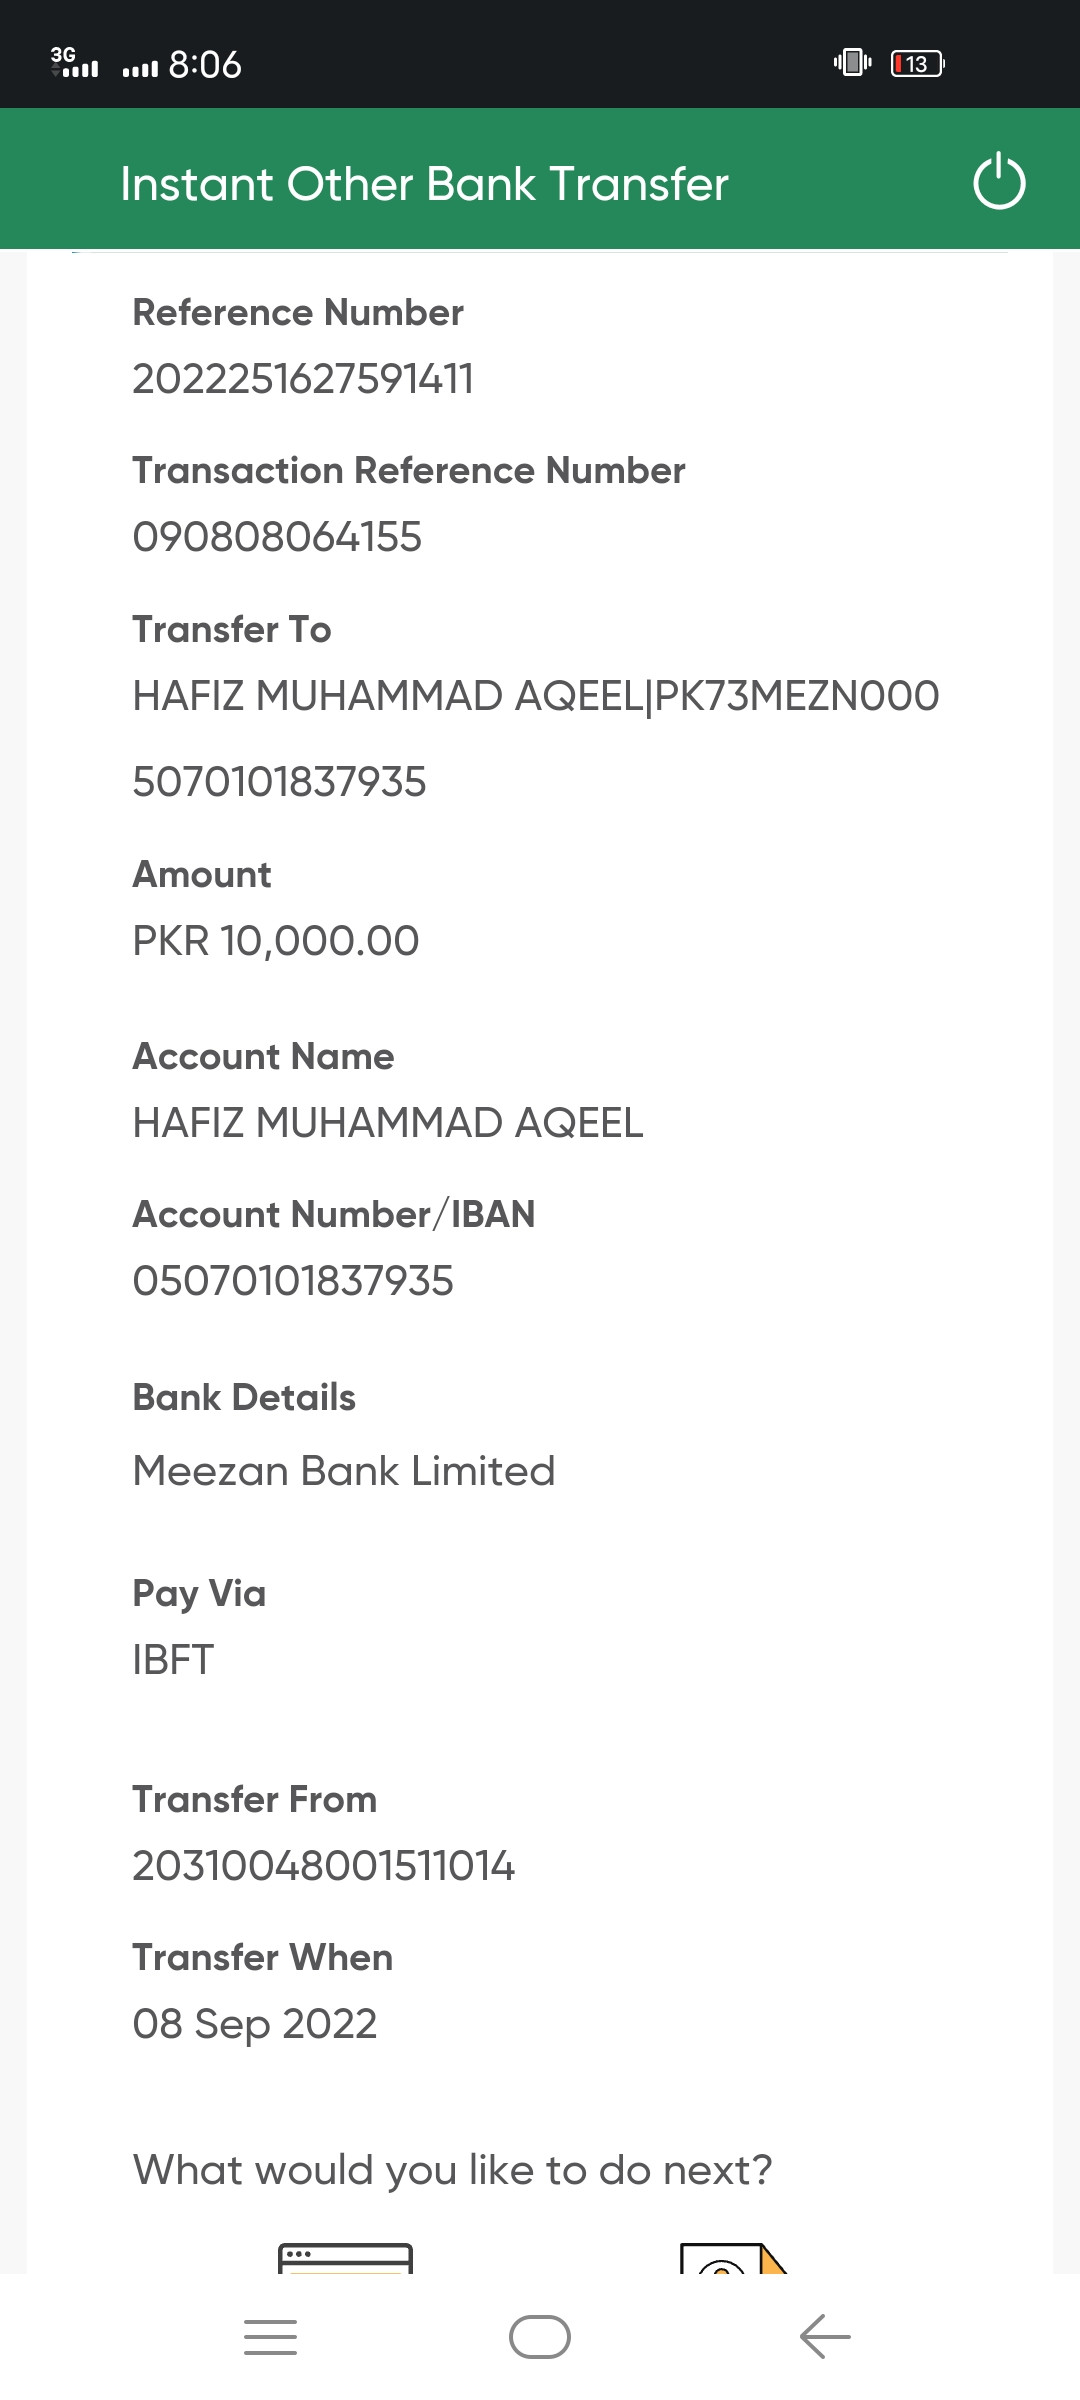 3G 8:06 13
Instant Other Bank Transfer
Reference Number
2022251627591411
Transaction Reference Number
090808064155
Transfer To
HAFIZ MUHAMMAD AQEEL|PK73MEZN000
5070101837935
Amount
PKR 10,000.00
Account Name
HAFIZ MUHAMMAD AQEEL
Account Number/IBAN
05070101837935
Bank Details
Meezan Bank Limited
Pay Via
IBFT
Transfer From
20310048001511014
Transfer When
08 Sep 2022
What would you like to do next?